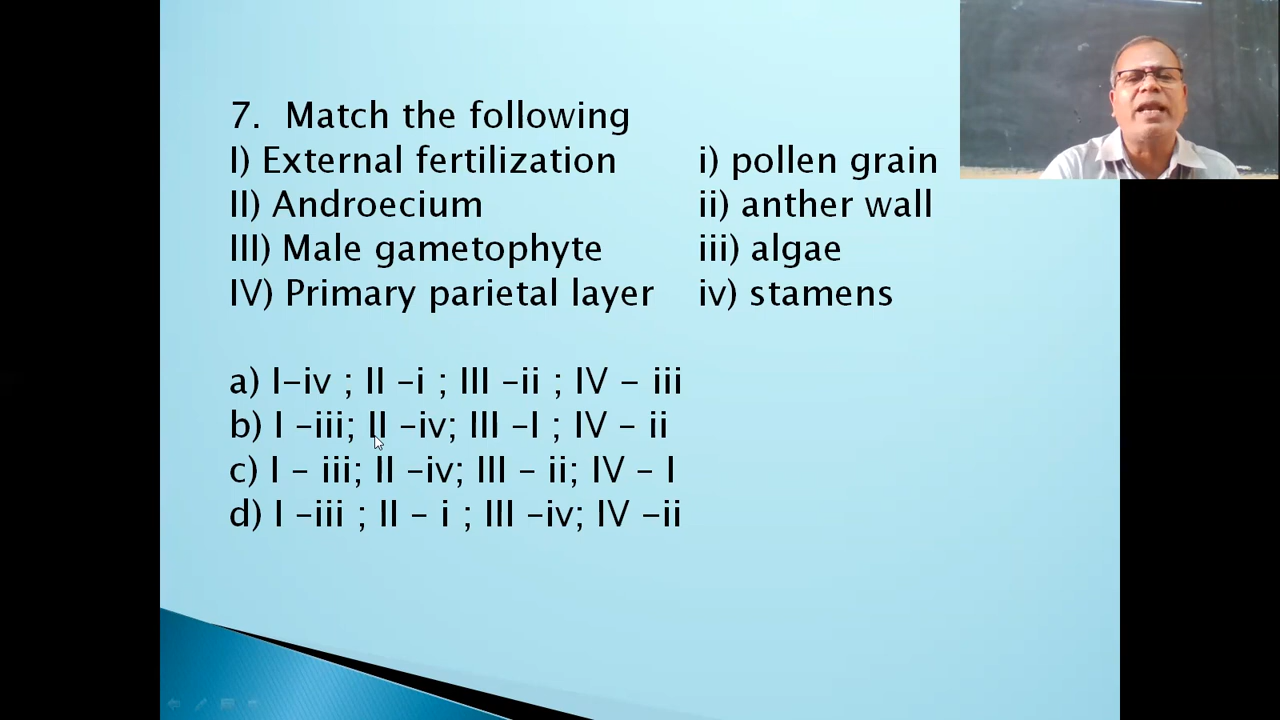 7. Match the following
I) External fertilization i) pollen grain
II) Androecium ii) anther wall
III) Male gametophyte iii) algae
IV) Primary parietal layer iv) stamens
a) I-iv ; II -i ; III -ii ; IV - iii
b) I -iii; II -iv; III -I ; IV - ii
c) I - iii; II -iv; III - ii; IV - I
d) I -iii ; II - i ; III -iv; IV -ii